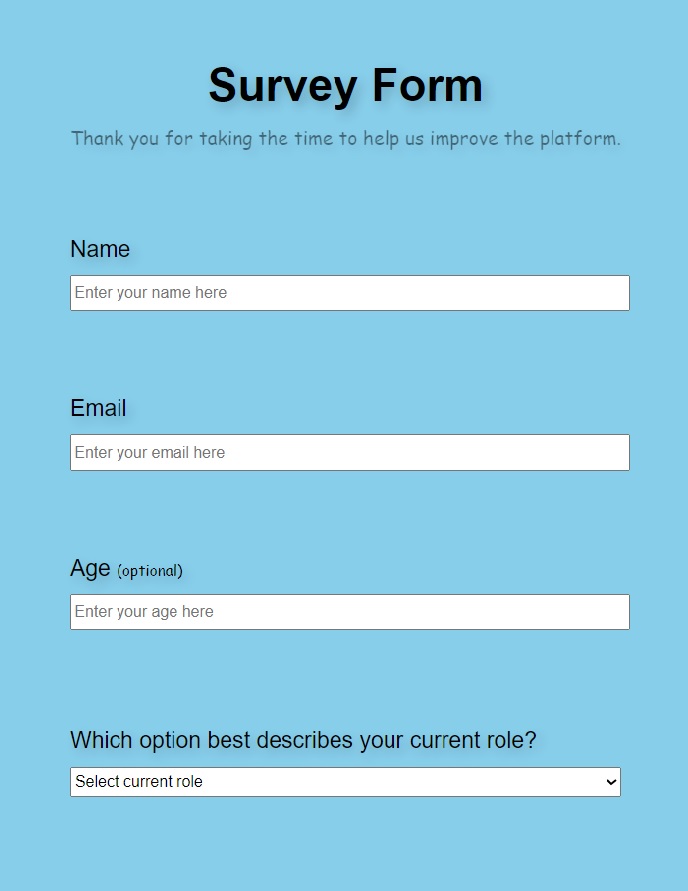 Survey Form
Thank you for taking the time to help us improve the platform.
Name
Enter your name here
Email
Enter your email here
Age (optional)
Enter your age here
Which option best describes your current role?
Select current role